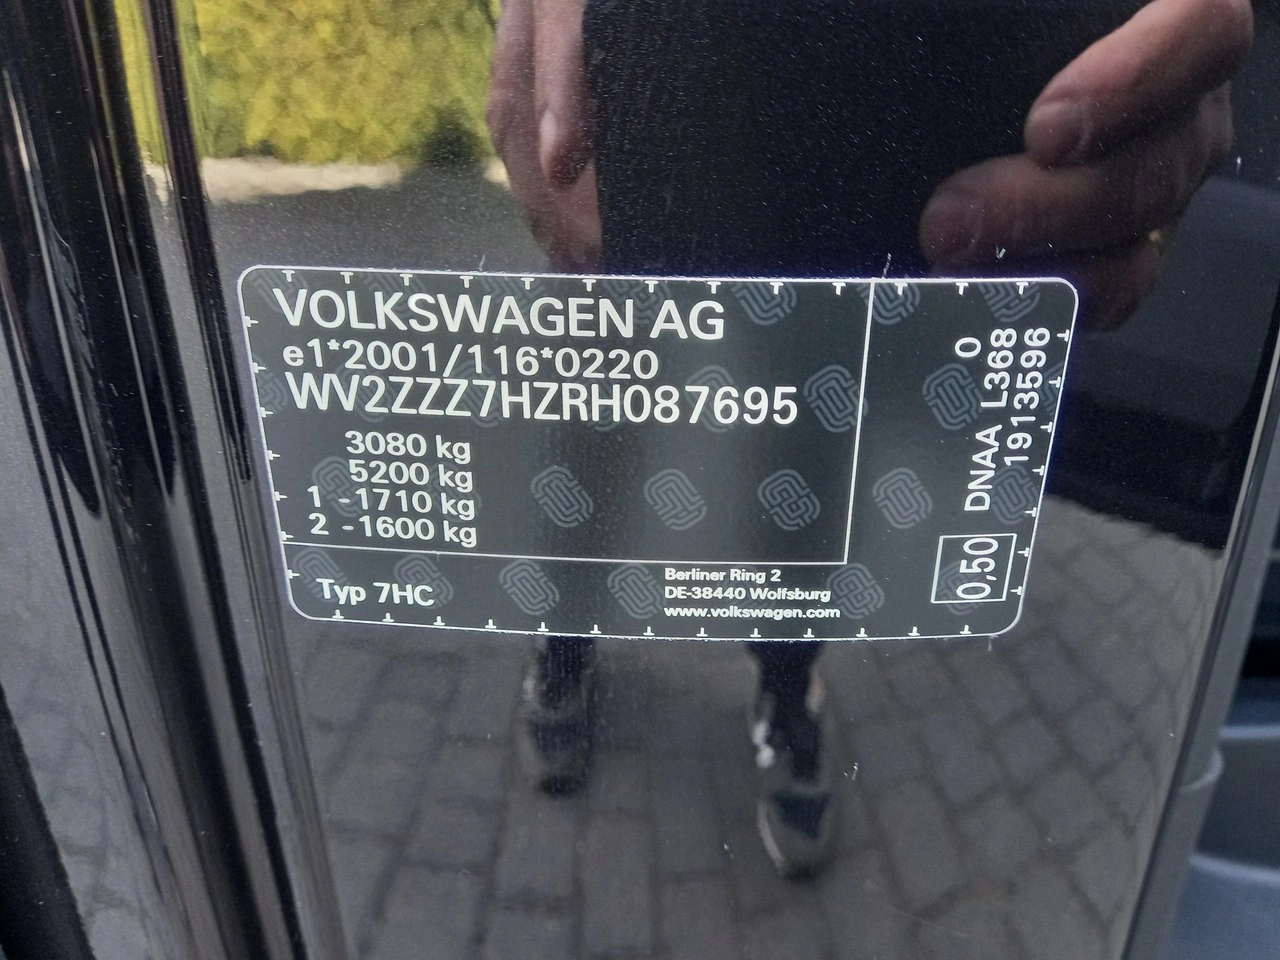 VOLKSWAGEN AG
e1*2001/116*0220
WV2ZZZ7HZRH087695
3080 kg
5200 kg
1 -1710 kg
2 -1600 kg
Typ 7HC
Berliner Ring 2
DE-38440 Wolfsburg
www.volkswagen.com
0
DNAA L368
1913596
0,50